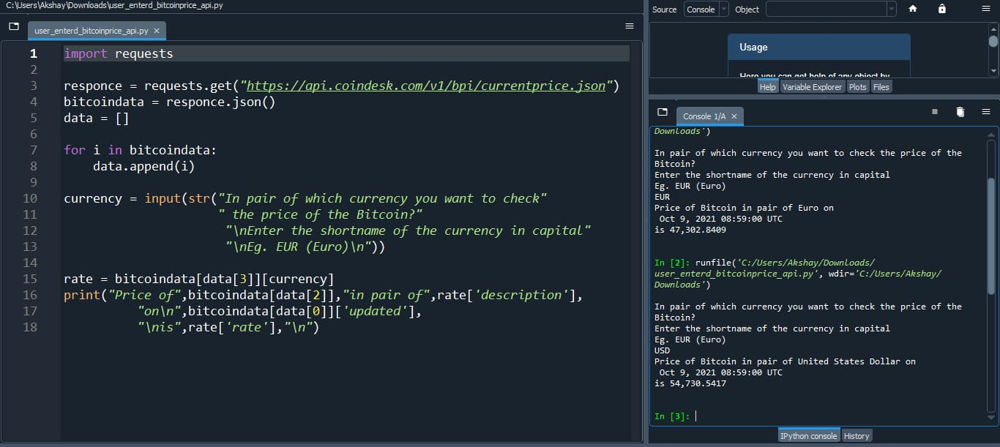 C:\Users\Akshay\Downloads\user_enterd_bitcoinprice_api.py
user_enterd_bitcoinprice_api.py ×
1 import requests
2
3 responce = requests.get("https://api.coindesk.com/v1/bpi/currentprice.json")
4 bitcoindata = responce.json()
5 data = []
6
7 for i in bitcoindata:
8     data.append(i)
9
10 currency = input(str("In pair of which currency you want to check"
11                      " the price of the Bitcoin?"
12                       "\nEnter the shortname of the currency in capital"
13                       "\nEg. EUR (Euro)\n"))
14
15 rate = bitcoindata[data[3]][currency]
16 print("Price of",bitcoindata[data[2]],"in pair of",rate['description'],
17           "on\n",bitcoindata[data[0]]['updated'],
18           "\nis",rate['rate'],"\n")
Source Console Object
Usage
Here you can get help of any object by
Help Variable Explorer Plots Files
Console 1/A ×
Downloads')
In pair of which currency you want to check the price of the
Bitcoin?
Enter the shortname of the currency in capital
Eg. EUR (Euro)
EUR
Price of Bitcoin in pair of Euro on
 Oct 9, 2021 08:59:00 UTC
is 47,302.8409
In [2]: runfile('C:/Users/Akshay/Downloads/
user_enterd_bitcoinprice_api.py', wdir='C:/Users/Akshay/
Downloads')
In pair of which currency you want to check the price of the
Bitcoin?
Enter the shortname of the currency in capital
Eg. EUR (Euro)
USD
Price of Bitcoin in pair of United States Dollar on
 Oct 9, 2021 08:59:00 UTC
is 54,730.5417
In [3]:
IPython console History